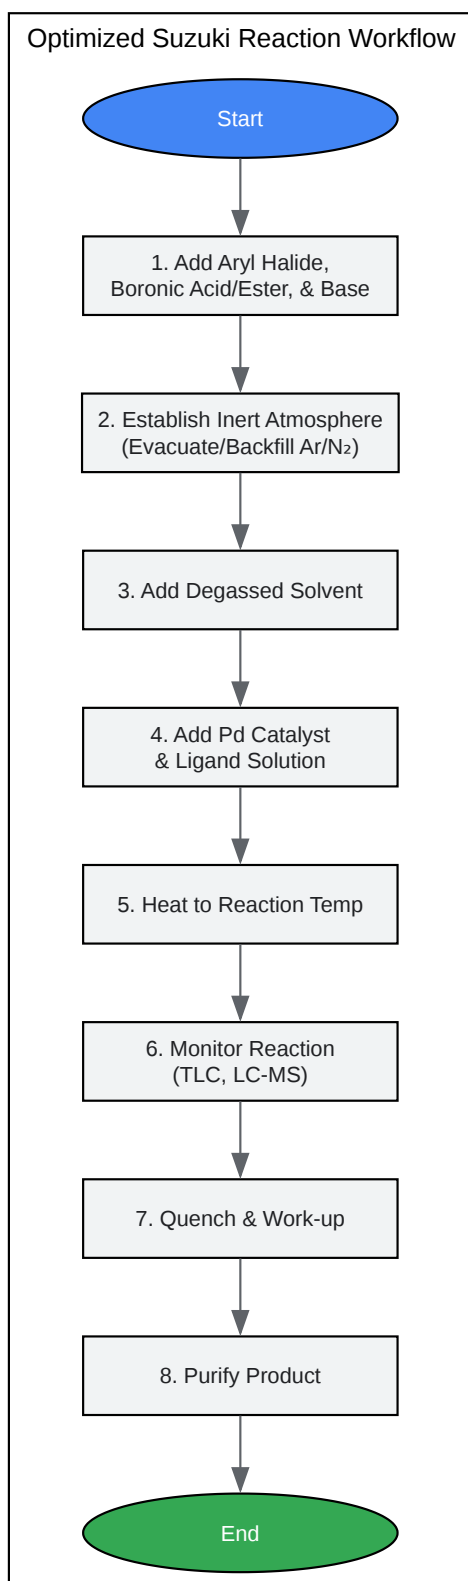 Optimized Suzuki Reaction Workflow
Start
1. Add Aryl Halide,
Boronic Acid/Ester, & Base
2. Establish Inert Atmosphere
(Evacuate/Backfill Ar/N₂)
3. Add Degassed Solvent
4. Add Pd Catalyst
& Ligand Solution
5. Heat to Reaction Temp
6. Monitor Reaction
(TLC, LC-MS)
7. Quench & Work-up
8. Purify Product
End